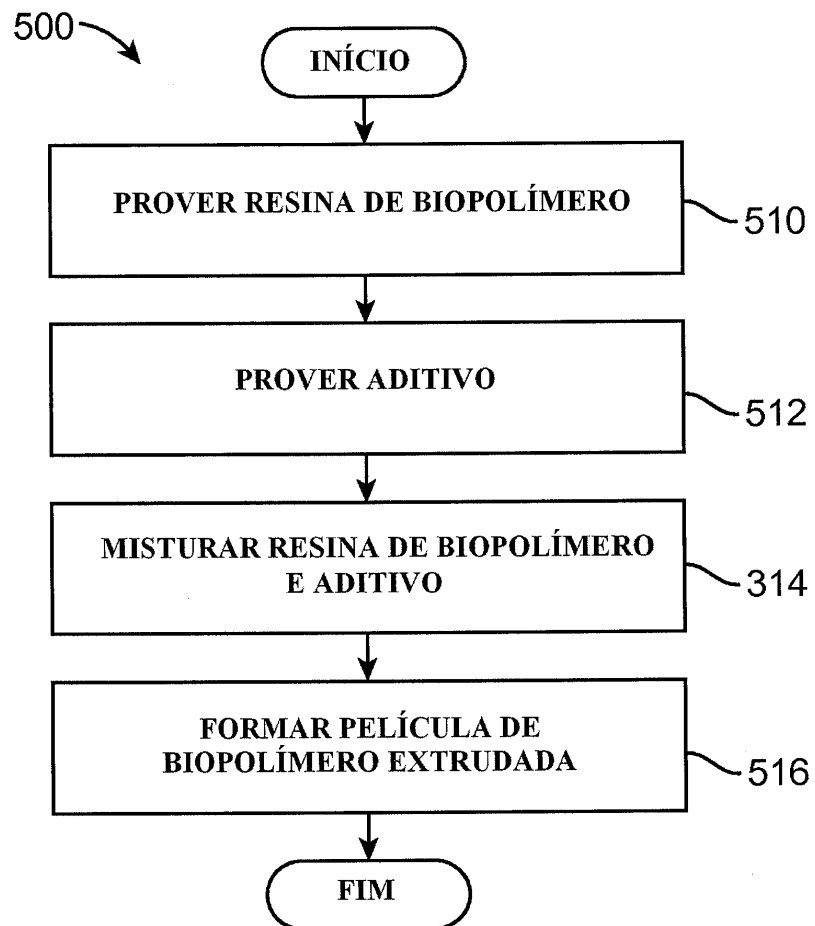 500
INÍCIO
PROVER RESINA DE BIOPOLÍMERO
510
PROVER ADITIVO
512
MISTURAR RESINA DE BIOPOLÍMERO
E ADITIVO
314
FORMAR PELÍCULA DE
BIOPOLÍMERO EXTRUDADA
516
FIM